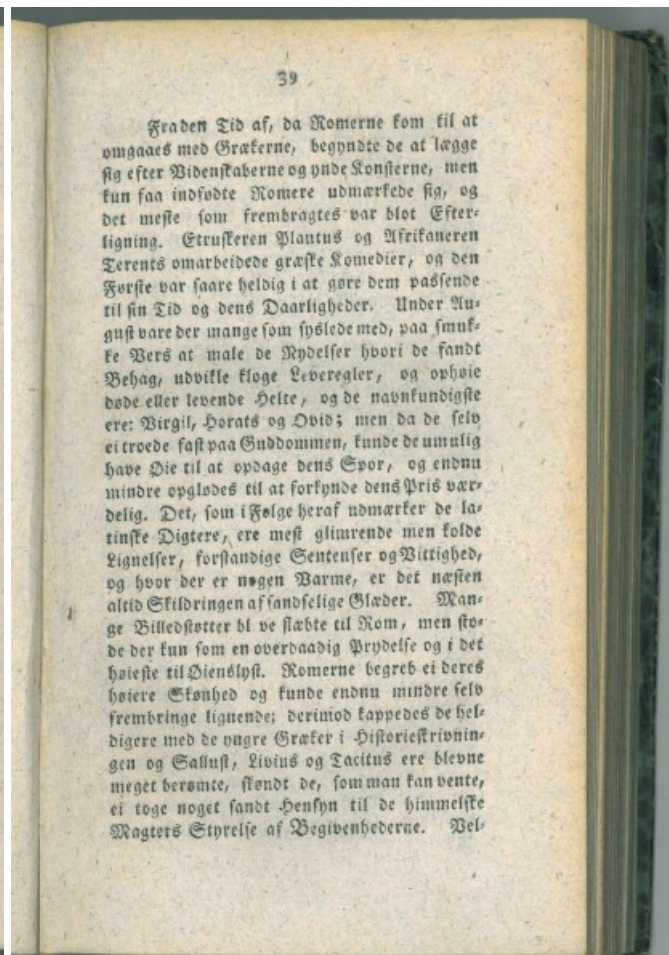 39
Fra den Tid af, da Romerne kom til at
omgaaes med Grækerne, begyndte de at lægge
sig efter Videnskaberne og ynde Konsterne, men
kun faa indfødte Romere udmærkede sig, og
det meste som frembragtes var blot Efter-
ligning. Etruskeren Plautus og Afrikaneren
Terents omarbeidede græske Komedier, og den
Første var saare heldig i at gøre dem passende
til sin Tid og dens Daarligheder. Under Au-
gust vare der mange som syslede med, paa smuk-
ke Vers at male de Nydelser hvori de fandt
Behag, udvikle kloge Leveregler, og ophøie
døde eller levende Helte, og de navnkundigste
ere: Virgil, Horats og Ovid; men da de selv
ei troede fast paa Guddommen, kunde de umulig
have Øie til at opdage dens Spor, og endnu
mindre opglødes til at forkynde dens Pris vær-
delig. Det, som i Følge heraf udmærker de la-
tinske Digtere, ere mest glimrende men kolde
Lignelser, forstandige Sentenser og Vittighed,
og hvor der er nogen Varme, er det næsten
altid Skildringen af sandselige Glæder. Man-
ge Billedstøtter bl ve slæbte til Rom, men sto-
de der kun som en overdaadig Prydelse og i det
høieste til Øienslyst. Romerne begreb ei deres
høiere Skønhed og kunde endnu mindre selv
frembringe lignende; derimod kappedes de hel-
digere med de yngre Græker i Historieskrivnin-
gen og Sallust, Livius og Tacitus ere blevne
meget berømte, skøndt de, som man kan vente,
ei toge noget sandt Hensyn til de himmelske
Magters Styrelse af Begivenhederne. Vel-